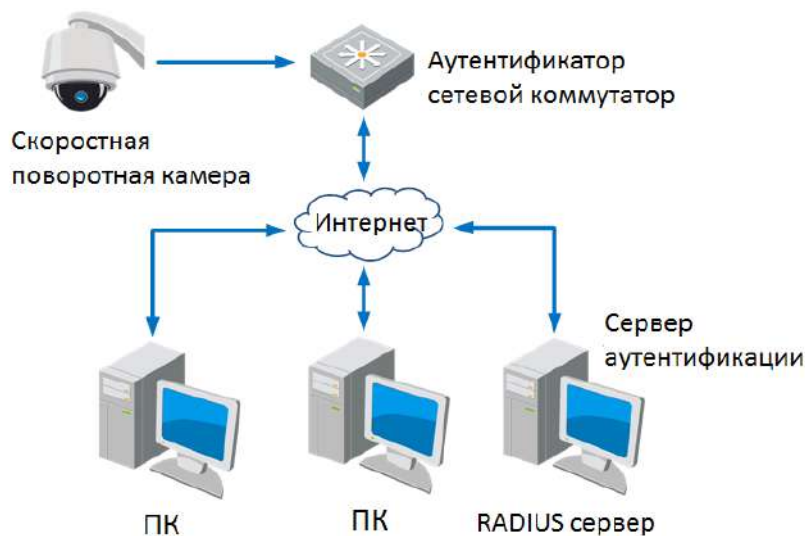 Аутентификатор
сетевой коммутатор
Скоростная
поворотная камера
Интернет
Сервер
аутентификации
ПК
ПК
RADIUS сервер